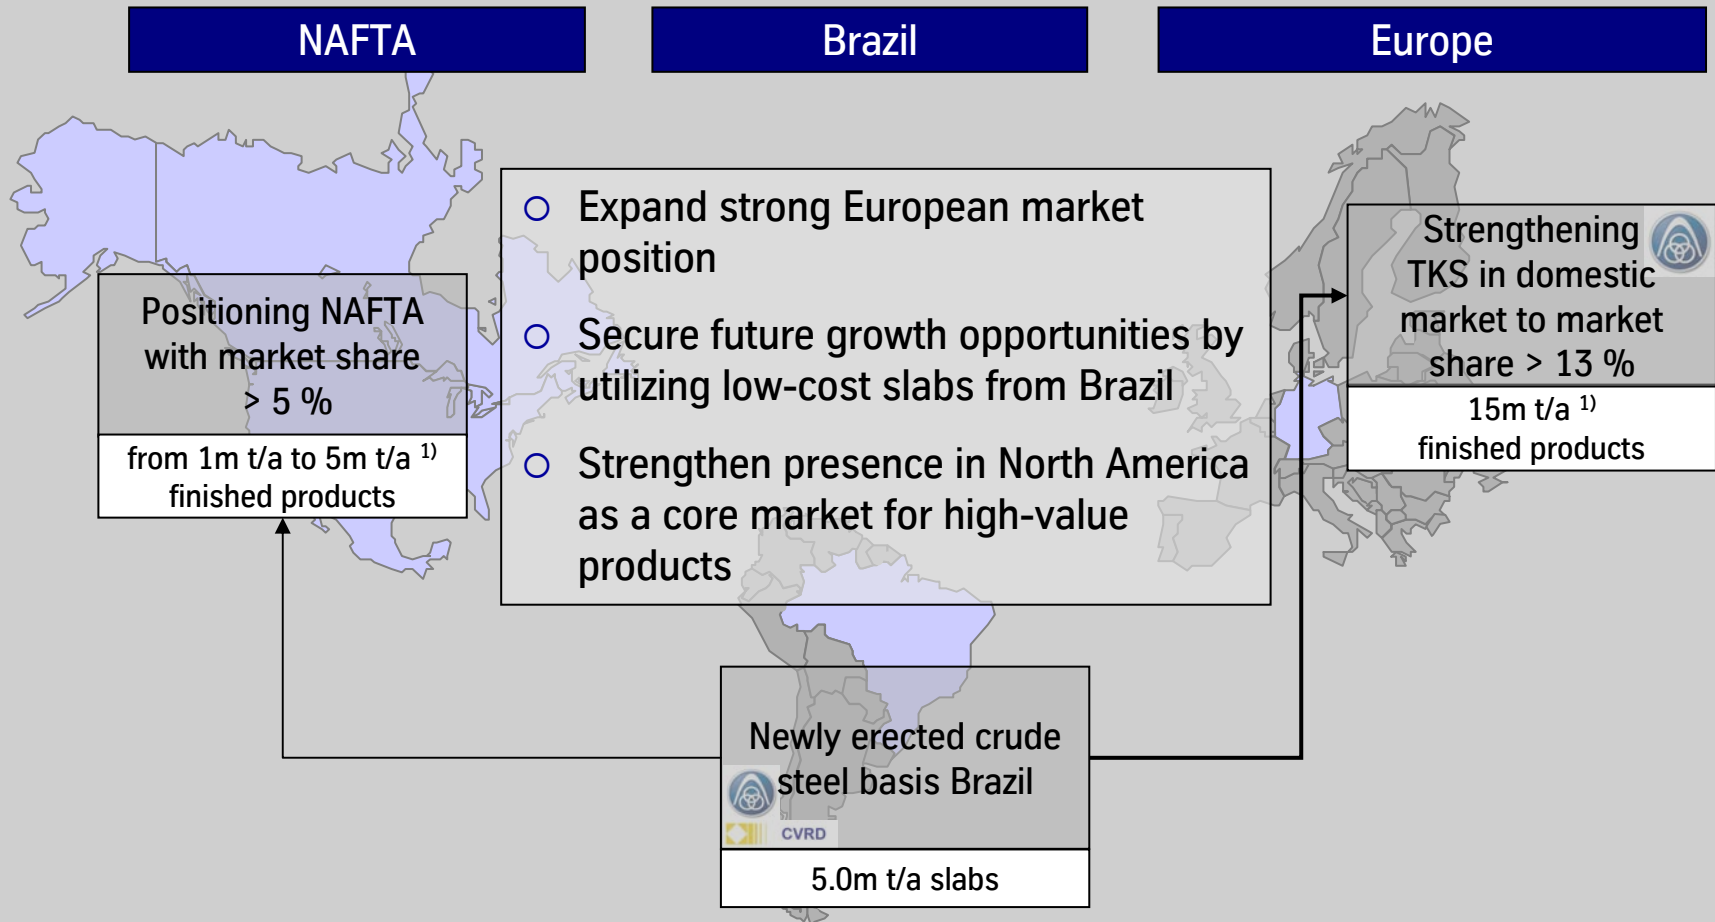 NAFTA
Brazil
Europe
Positioning NAFTA
with market share
> 5 %
from 1m t/a to 5m t/a 1)
finished products
○ Expand strong European market
position
○ Secure future growth opportunities by
utilizing low-cost slabs from Brazil
○ Strengthen presence in North America
as a core market for high-value
products
Strengthening
TKS in domestic
market to market
share > 13 %
15m t/a 1)
finished products
Newly erected crude
steel basis Brazil
CVRD
5.0m t/a slabs